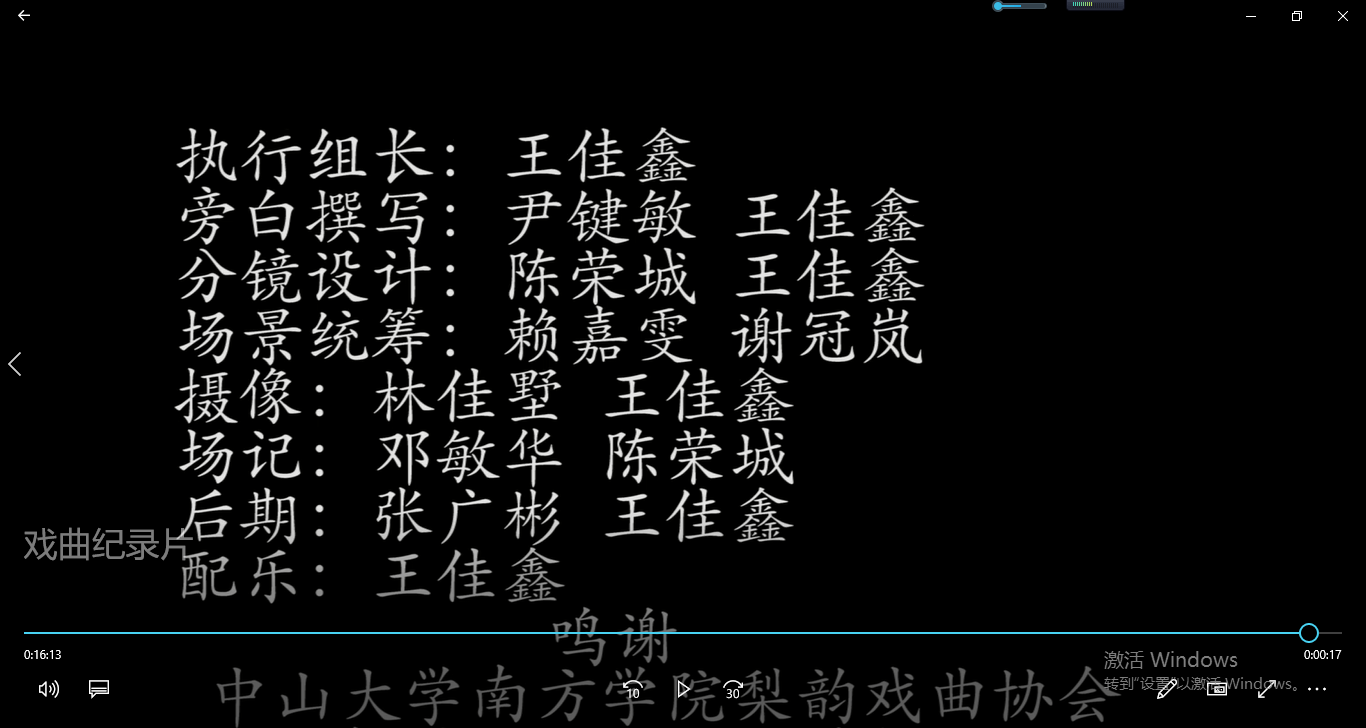 执行组长： 王佳鑫
旁白撰写： 尹键敏 王佳鑫
分镜设计： 陈荣城 王佳鑫
场景统筹： 赖嘉雯 谢冠岚
摄像： 林佳墅 王佳鑫
场记： 邓敏华 陈荣城
后期： 张广彬 王佳鑫
戏曲纪录片
配乐： 王佳鑫
鸣谢
0:16:13
0:00:17
激活 Windows
转到"设置"以激活 Windows。
中山大学南方学院梨韵戏曲协会
10
30